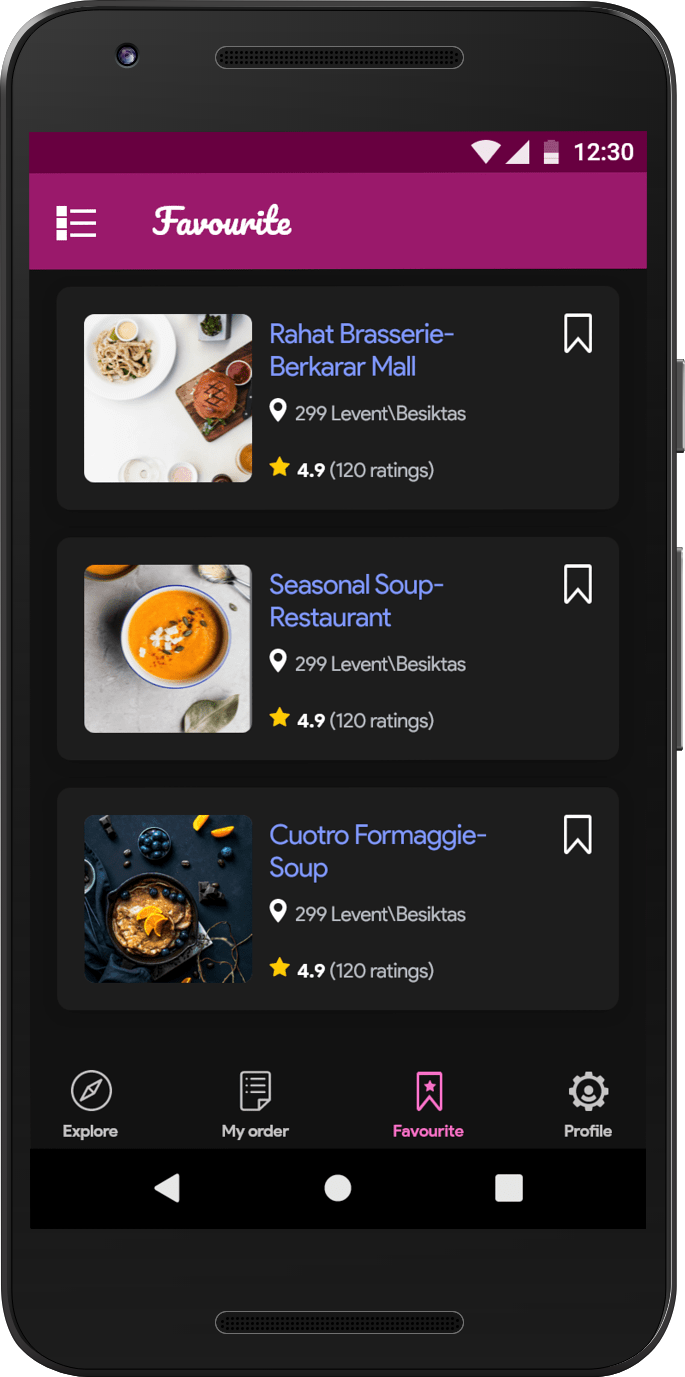 12:30
Favourite
Rahat Brasserie-
Berkarar Mall
299 Levent\Besiktas
4.9 (120 ratings)
Seasonal Soup-
Restaurant
299 Levent\Besiktas
4.9 (120 ratings)
Cuotro Formaggie-
Soup
299 Levent\Besiktas
4.9 (120 ratings)
Explore My order Favourite Profile